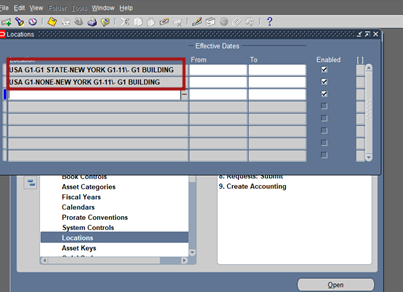 File Edit View Folder Tools Window Help
Locations
Effective Dates
Location From To Enabled [ ]
USA G1-G1 STATE-NEW YORK G1-11\- G1 BUILDING
USA G1-NONE-NEW YORK G1-11\- G1 BUILDING
Book Controls
Asset Categories
Fiscal Years
Calendars
Prorate Conventions
System Controls
Locations
Asset Keys
8. Requests: Submit
9. Create Accounting
Open